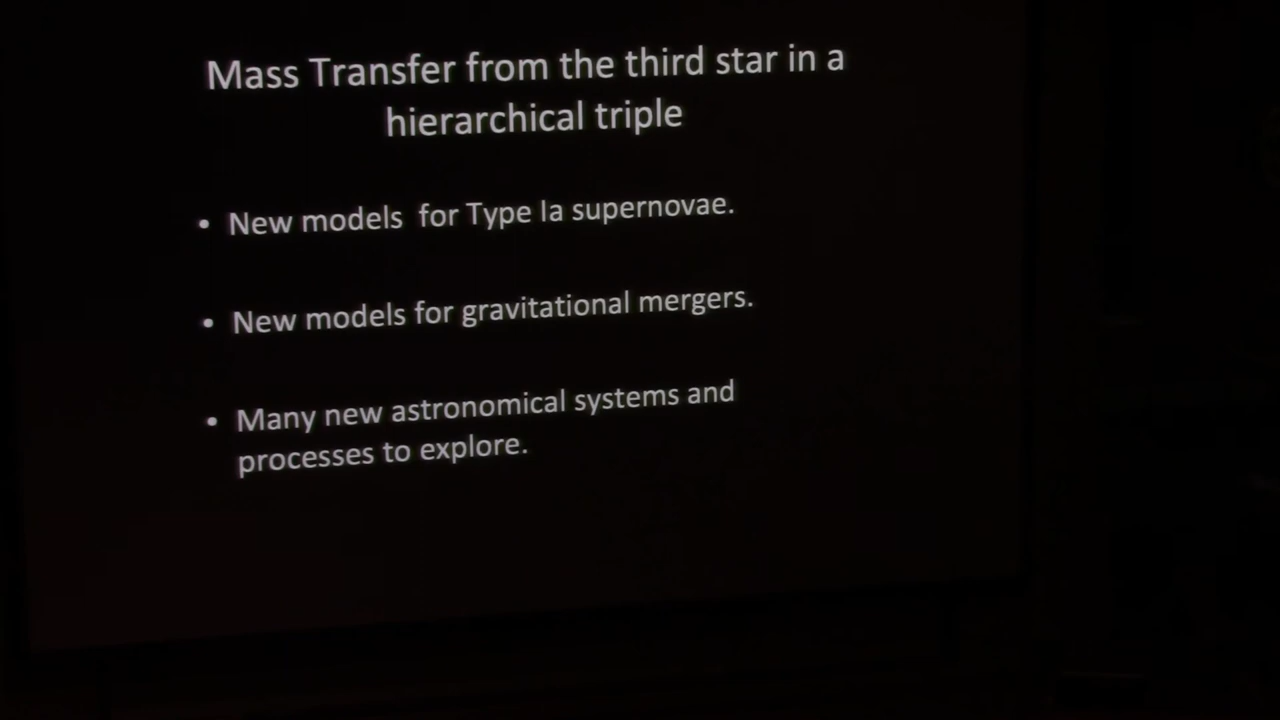 Mass Transfer from the third star in a
hierarchical triple
• New models for Type Ia supernovae.
• New models for gravitational mergers.
• Many new astronomical systems and
processes to explore.